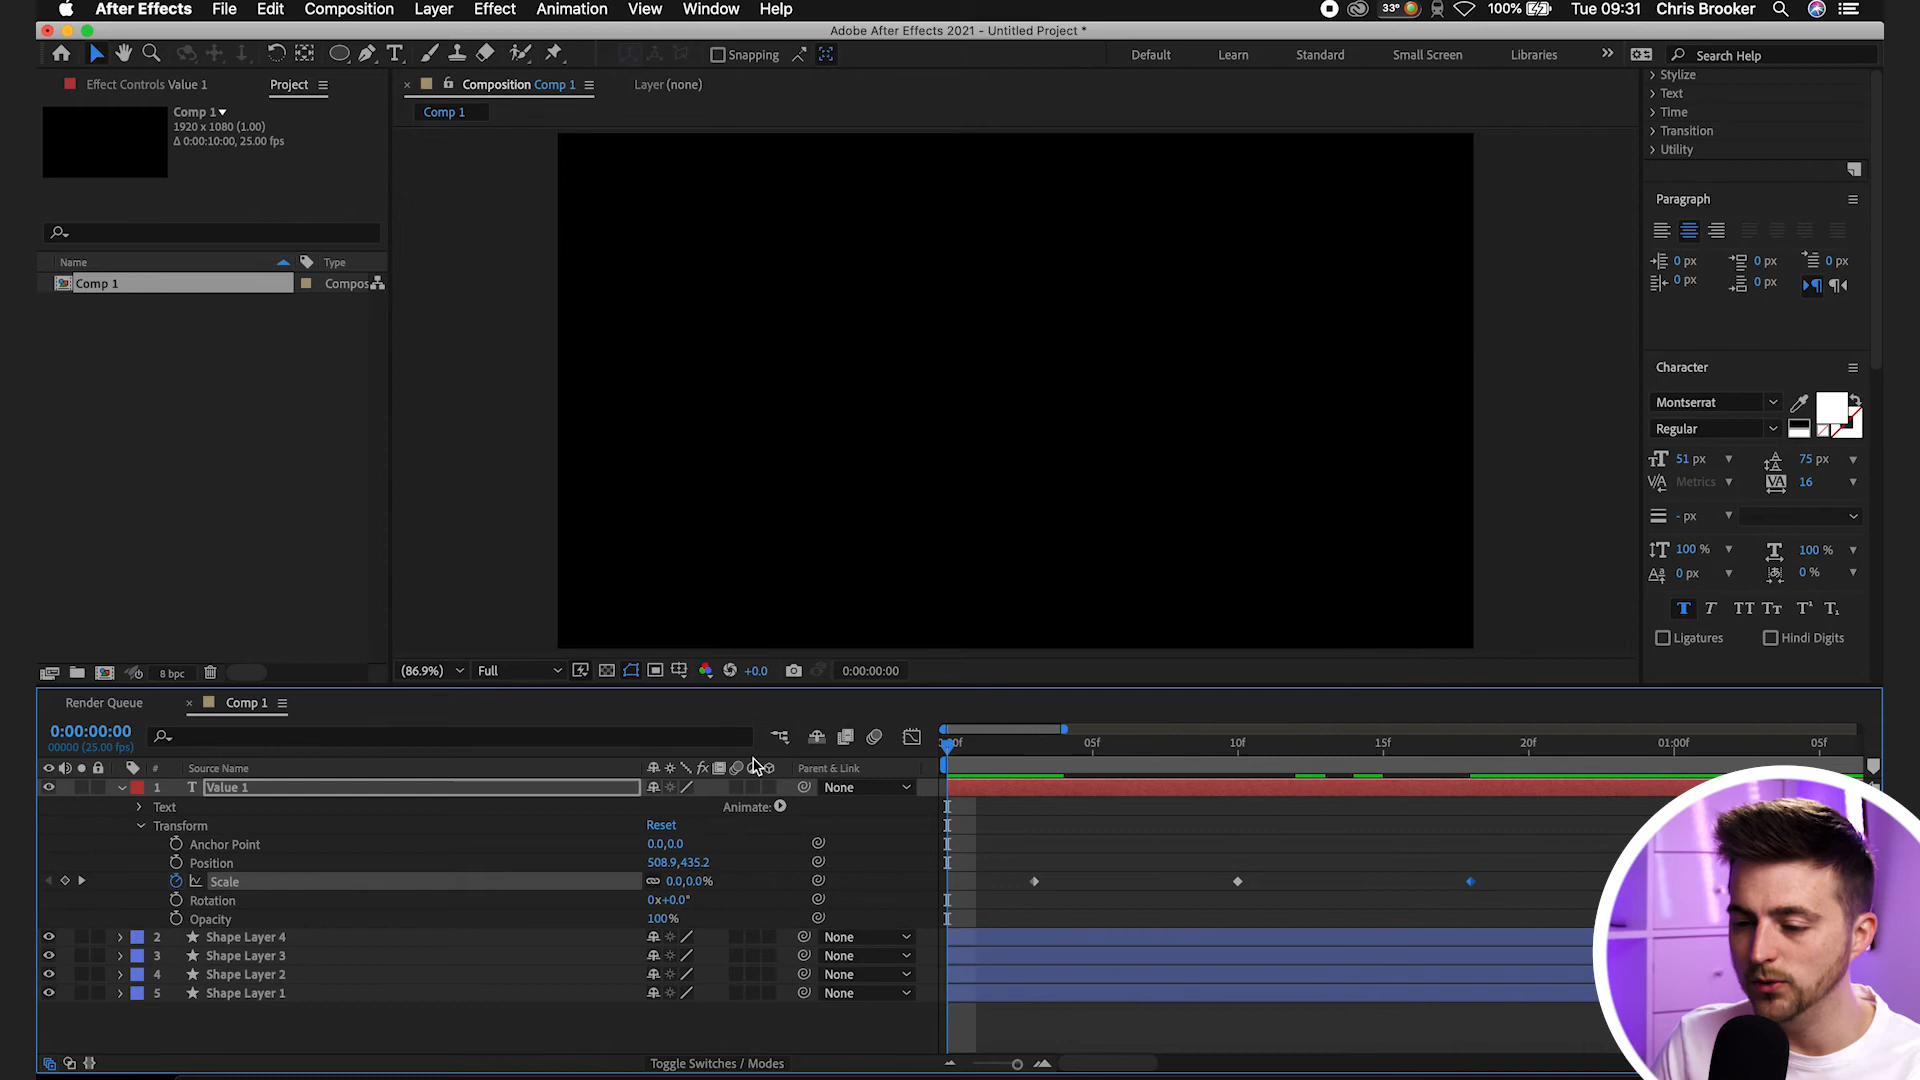 After Effects File Edit Composition Layer Effect Animation View Window Help 33° 100% Tue 09:31 Chris Brooker
Adobe After Effects 2021 - Untitled Project *
Snapping Default Learn Standard Small Screen Libraries Search Help
Effect Controls Value 1 Project
Composition Comp 1 Layer (none)
Comp 1
Comp 1
1920 x 1080 (1.00)
Δ 0:00:10:00, 25.00 fps
Name Type
Comp 1 Compos
8 bpc
(86.9%) Full +0.0 0:00:00:00
Stylize
Text
Time
Transition
Utility
Paragraph
0 px 0 px 0 px
0 px 0 px
Character
Montserrat
Regular
51 px 75 px
Metrics 16
- px
100 % 100 %
0 px 0 %
T T TT Tt T¹ T₁
Ligatures Hindi Digits
Render Queue Comp 1
0:00:00:00
00000 (25.00 fps)
05f 10f 15f 20f 01:00f 05f
# Source Name Parent & Link
1 Value 1 None
Text Animate:
Transform Reset
Anchor Point 0.0,0.0
Position 508.9,435.2
Scale 0.0,0.0%
Rotation 0x+0.0°
Opacity 100%
2 Shape Layer 4 None
3 Shape Layer 3 None
4 Shape Layer 2 None
5 Shape Layer 1 None
Toggle Switches / Modes